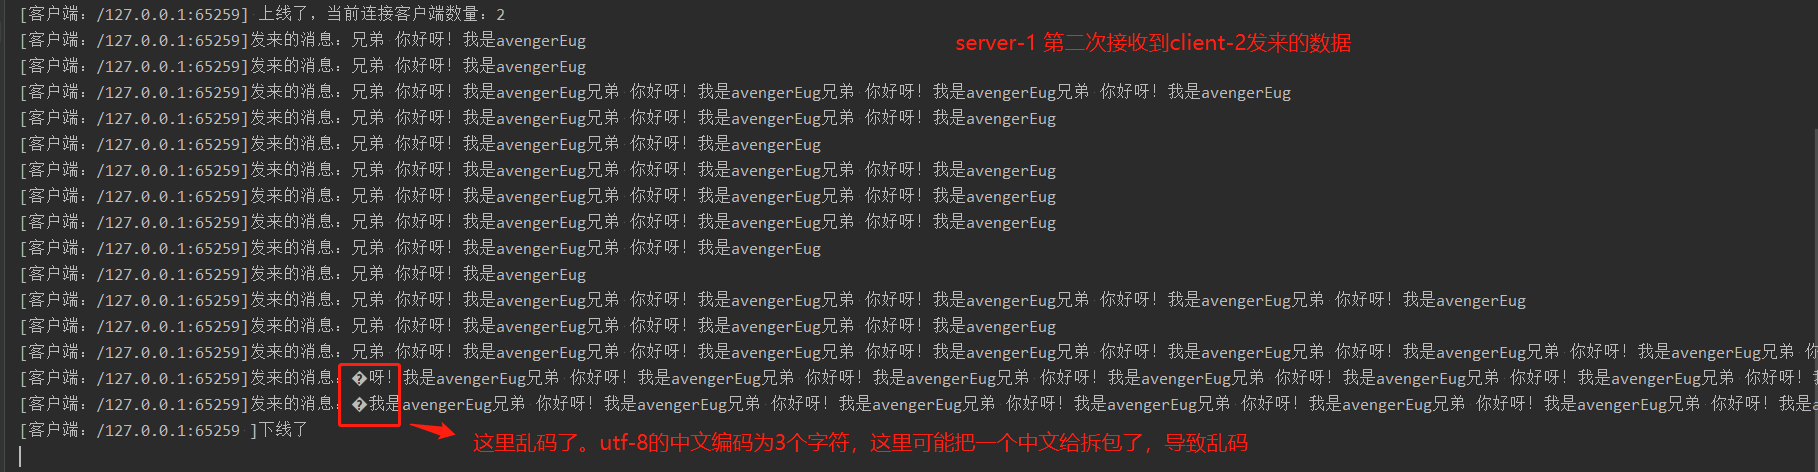 [客户端：/127.0.0.1:65259] 上线了，当前连接客户端数量：2
[客户端：/127.0.0.1:65259]发来的消息：兄弟 你好呀！我是avengerEug
server-1 第二次接收到client-2发来的数据
[客户端：/127.0.0.1:65259]发来的消息：兄弟 你好呀！我是avengerEug
[客户端：/127.0.0.1:65259]发来的消息：兄弟 你好呀！我是avengerEug兄弟 你好呀！我是avengerEug兄弟 你好呀！我是avengerEug兄弟 你好呀！我是avengerEug
[客户端：/127.0.0.1:65259]发来的消息：兄弟 你好呀！我是avengerEug兄弟 你好呀！我是avengerEug兄弟 你好呀！我是avengerEug
[客户端：/127.0.0.1:65259]发来的消息：兄弟 你好呀！我是avengerEug兄弟 你好呀！我是avengerEug
[客户端：/127.0.0.1:65259]发来的消息：兄弟 你好呀！我是avengerEug兄弟 你好呀！我是avengerEug兄弟 你好呀！我是avengerEug
[客户端：/127.0.0.1:65259]发来的消息：兄弟 你好呀！我是avengerEug兄弟 你好呀！我是avengerEug兄弟 你好呀！我是avengerEug
[客户端：/127.0.0.1:65259]发来的消息：兄弟 你好呀！我是avengerEug兄弟 你好呀！我是avengerEug兄弟 你好呀！我是avengerEug
[客户端：/127.0.0.1:65259]发来的消息：兄弟 你好呀！我是avengerEug兄弟 你好呀！我是avengerEug
[客户端：/127.0.0.1:65259]发来的消息：兄弟 你好呀！我是avengerEug
[客户端：/127.0.0.1:65259]发来的消息：兄弟 你好呀！我是avengerEug兄弟 你好呀！我是avengerEug兄弟 你好呀！我是avengerEug兄弟 你好呀！我是avengerEug兄弟 你好呀！我是avengerEug
[客户端：/127.0.0.1:65259]发来的消息：兄弟 你好呀！我是avengerEug兄弟 你好呀！我是avengerEug兄弟 你好呀！我是avengerEug
[客户端：/127.0.0.1:65259]发来的消息：兄弟 你好呀！我是avengerEug兄弟 你好呀！我是avengerEug兄弟 你好呀！我是avengerEug兄弟 你好呀！我是avengerEug兄弟 你好呀！我是avengerEug兄弟 你
[客户端：/127.0.0.1:65259]发来的消息：�呀！我是avengerEug兄弟 你好呀！我是avengerEug兄弟 你好呀！我是avengerEug兄弟 你好呀！我是avengerEug兄弟 你好呀！我是avengerEug兄弟 你好呀！我是aven
[客户端：/127.0.0.1:65259]发来的消息：�我是avengerEug兄弟 你好呀！我是avengerEug兄弟 你好呀！我是avengerEug兄弟 你好呀！我是avengerEug兄弟 你好呀！我是avengerEug兄弟 你好呀！我是avenge
[客户端：/127.0.0.1:65259 ]下线了
这里乱码了。utf-8的中文编码为3个字符，这里可能把一个中文给拆包了，导致乱码